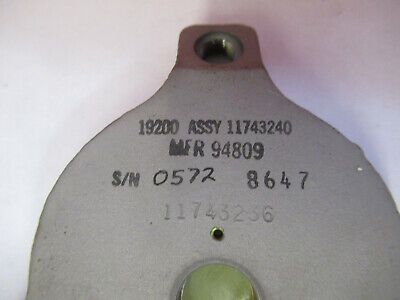 19200 ASSY 11743240
MFR 94809
S/N 0572 8647
11743236